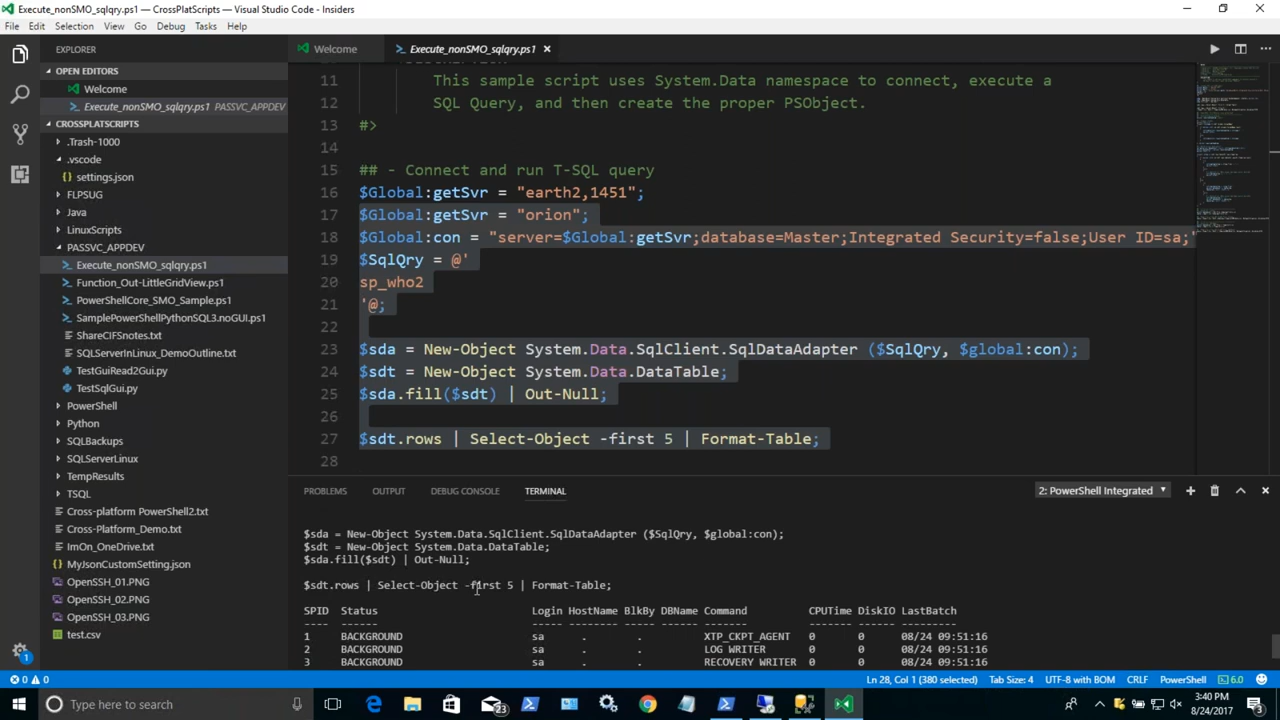 Execute_nonSMO_sqlqry.ps1 — CrossPlatScripts — Visual Studio Code - Insiders
File Edit Selection View Go Debug Tasks Help
EXPLORER
OPEN EDITORS
Welcome
Execute_nonSMO_sqlqry.ps1 PASSVC_APPDEV
CROSSPLATSCRIPTS
.Trash-1000
.vscode
settings.json
FLPSUG
Java
LinuxScripts
PASSVC_APPDEV
Execute_nonSMO_sqlqry.ps1
Function_Out-LittleGridView.ps1
PowerShellCore_SMO_Sample.ps1
SamplePowerShellPythonSQL3.noGUI.ps1
ShareCIFSnotes.txt
SQLServerInLinux_DemoOutline.txt
TestGuiRead2Guy.py
TestSqlGui.py
PowerShell
Python
SQLBackups
SQLServerLinux
TempResults
TSQL
Cross-platform PowerShell2.txt
Cross-Platform_Demo.txt
ImOn_OneDrive.txt
MyJsonCustomSetting.json
OpenSSH_01.PNG
OpenSSH_02.PNG
OpenSSH_03.PNG
test.csv
Welcome Execute_nonSMO_sqlqry.ps1
11 This sample script uses System.Data namespace to connect, execute a
12 SQL Query, and then create the proper PSObject.
13 #>
14
15 ## - Connect and run T-SQL query
16 $Global:getSvr = "earth2,1451";
17 $Global:getSvr = "orion";
18 $Global:con = "server=$Global:getSvr;database=Master;Integrated Security=false;User ID=sa;
19 $SqlQry = @'
20 sp_who2
21 '@;
22
23 $sda = New-Object System.Data.SqlClient.SqlDataAdapter ($SqlQry, $global:con);
24 $sdt = New-Object System.Data.DataTable;
25 $sda.fill($sdt) | Out-Null;
26
27 $sdt.rows | Select-Object -first 5 | Format-Table;
28
PROBLEMS OUTPUT DEBUG CONSOLE TERMINAL 2: PowerShell Integrated
$sda = New-Object System.Data.SqlClient.SqlDataAdapter ($SqlQry, $global:con);
$sdt = New-Object System.Data.DataTable;
$sda.fill($sdt) | Out-Null;
$sdt.rows | Select-Object -first 5 | Format-Table;
SPID Status Login HostName BlkBy DBName Command CPUTime DiskIO LastBatch
---- ------ ----- -------- ----- ------ ------- ------- ------ ---------
1 BACKGROUND sa . . XTP_CKPT_AGENT 0 0 08/24 09:51:16
2 BACKGROUND sa . . LOG WRITER 0 0 08/24 09:51:16
3 BACKGROUND sa . . RECOVERY WRITER 0 0 08/24 09:51:16
1
0 0 Ln 28, Col 1 (380 selected) Tab Size: 4 UTF-8 with BOM CRLF PowerShell 6.0
Type here to search
23
3:40 PM
8/24/2017
3